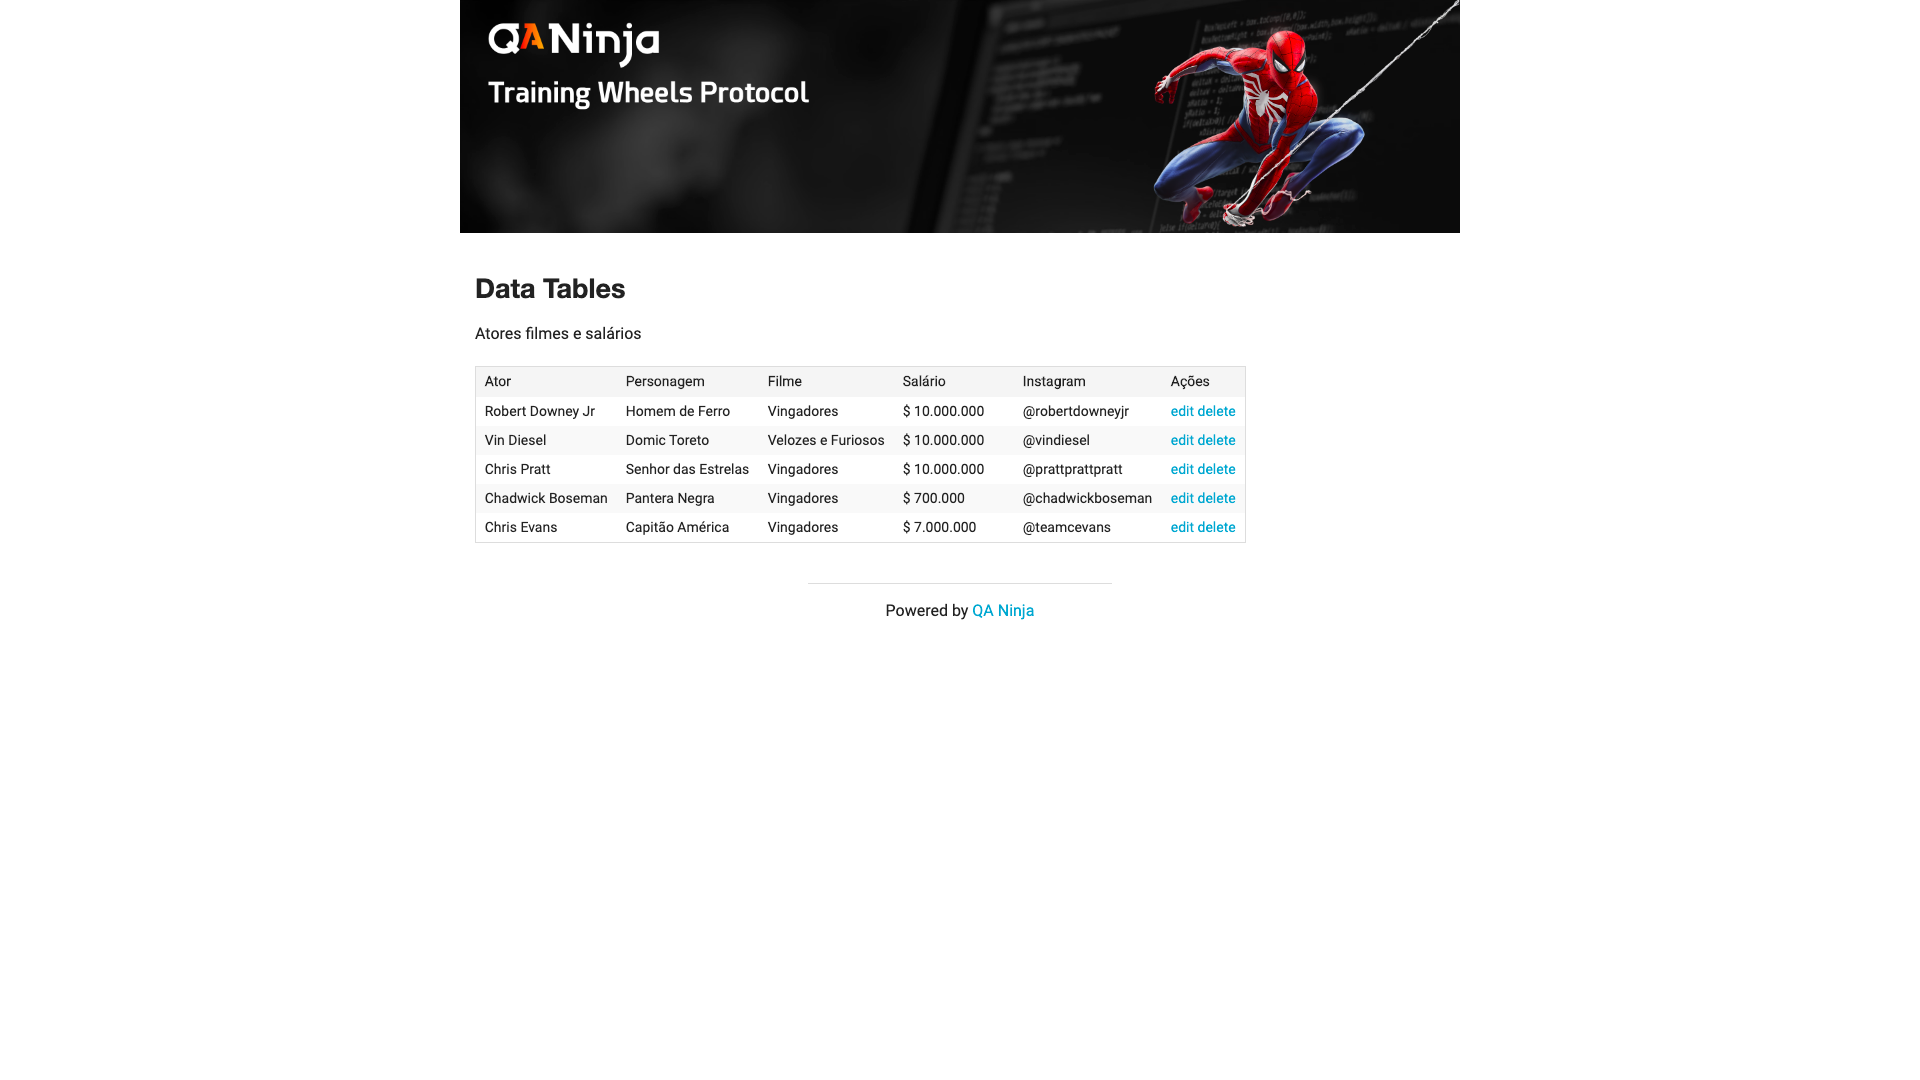 QANinja
Training Wheels Protocol
Data Tables
Atores filmes e salários
Ator Personagem Filme Salário Instagram Ações
Robert Downey Jr Homem de Ferro Vingadores $ 10.000.000 @robertdowneyjr edit delete
Vin Diesel Domic Toreto Velozes e Furiosos $ 10.000.000 @vindiesel edit delete
Chris Pratt Senhor das Estrelas Vingadores $ 10.000.000 @prattprattpratt edit delete
Chadwick Boseman Pantera Negra Vingadores $ 700.000 @chadwickboseman edit delete
Chris Evans Capitão América Vingadores $ 7.000.000 @teamcevans edit delete
Powered by QA Ninja